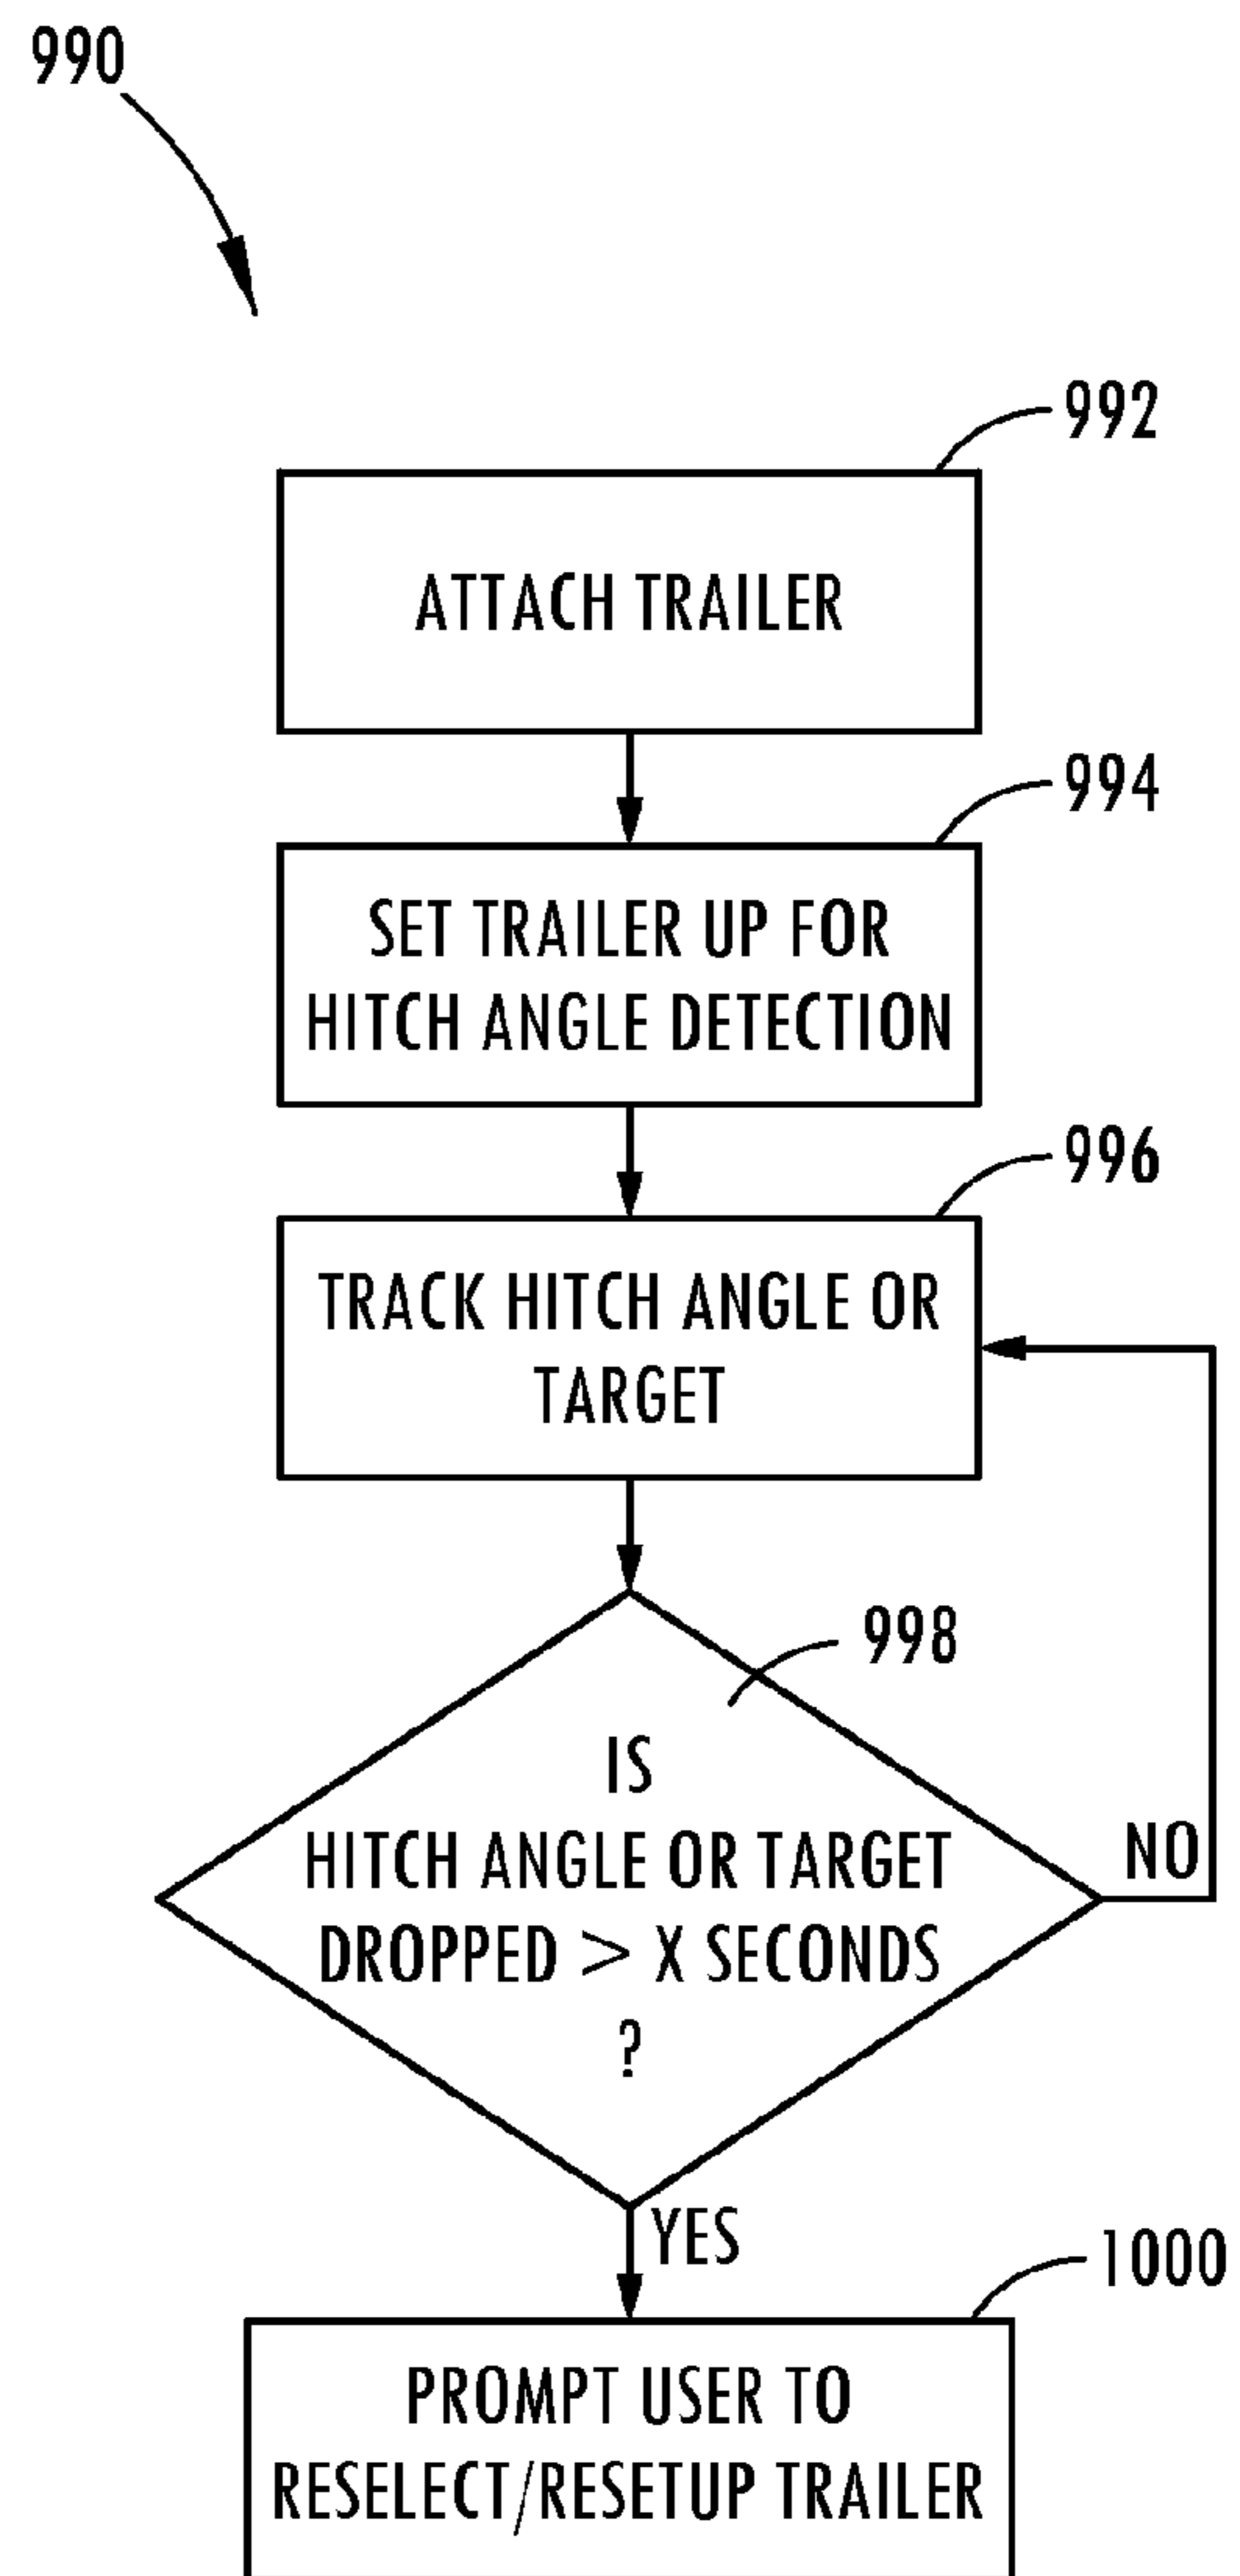 990
992
ATTACH TRAILER
994
SET TRAILER UP FOR
HITCH ANGLE DETECTION
996
TRACK HITCH ANGLE OR
TARGET
998
IS
HITCH ANGLE OR TARGET
DROPPED > X SECONDS
?
NO
YES
1000
PROMPT USER TO
RESELECT/RESETUP TRAILER